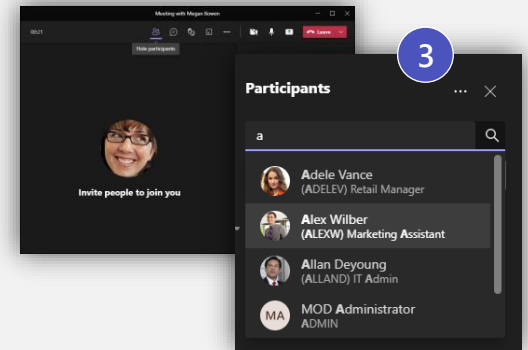 Meeting with Megan Bowen
00:21
Leave
Hide participants
Invite people to join you
3
Participants
a
Adele Vance
(ADELEV) Retail Manager
Alex Wilber
(ALEXW) Marketing Assistant
Allan Deyoung
(ALLAND) IT Admin
MA
MOD Administrator
ADMIN